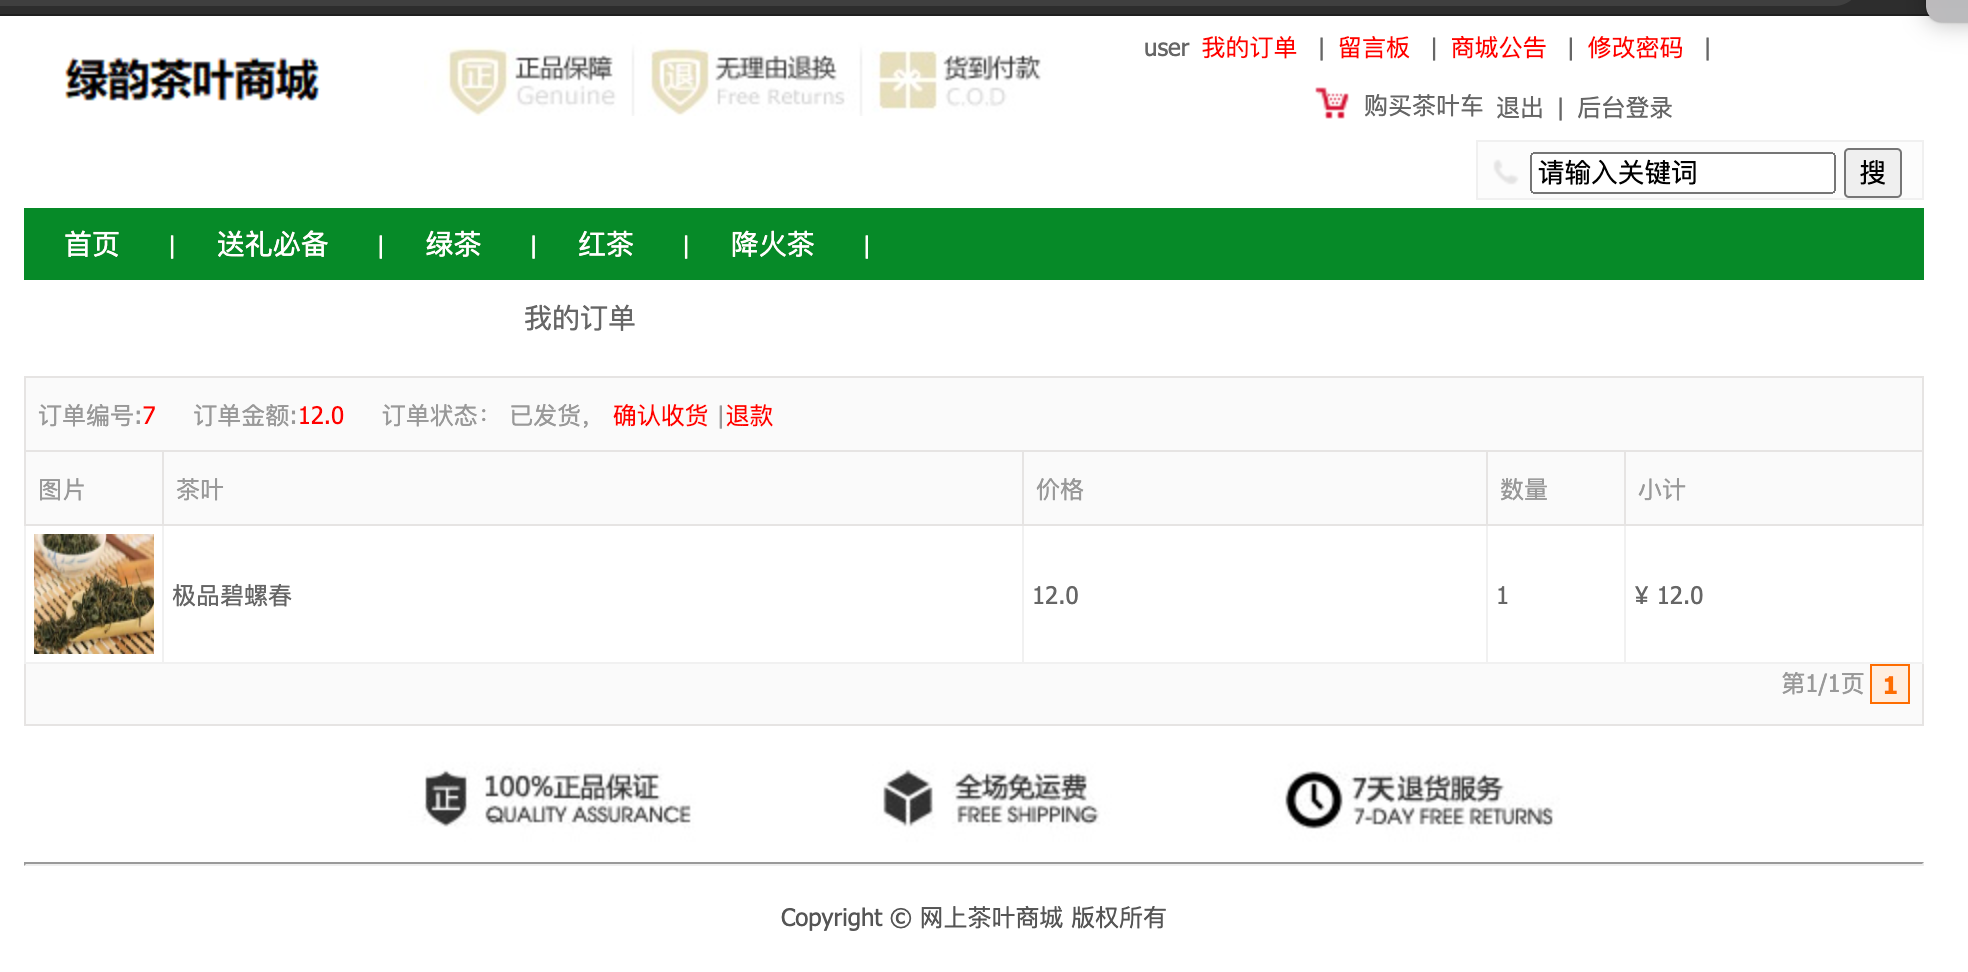 绿韵茶叶商城
正 正品保障 Genuine
退 无理由退换 Free Returns
货到付款 C.O.D
user 我的订单 | 留言板 | 商城公告 | 修改密码 |
购买茶叶车 退出 | 后台登录
请输入关键词 搜
首页 | 送礼必备 | 绿茶 | 红茶 | 降火茶 |
我的订单
订单编号:7 订单金额:12.0 订单状态： 已发货， 确认收货 |退款
图片 茶叶 价格 数量 小计
极品碧螺春 12.0 1 ¥ 12.0
第1/1页 1
正 100%正品保证 QUALITY ASSURANCE
全场免运费 FREE SHIPPING
7天退货服务 7-DAY FREE RETURNS
Copyright © 网上茶叶商城 版权所有